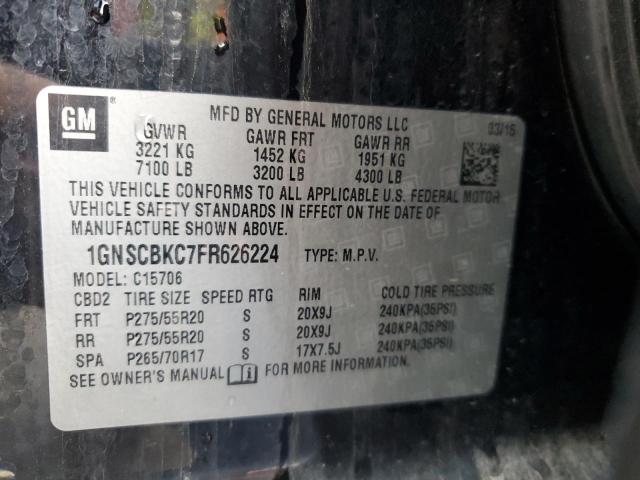 GM ®
MFD BY GENERAL MOTORS LLC 03/15
GVWR GAWR FRT GAWR RR
3221 KG 1452 KG 1951 KG
7100 LB 3200 LB 4300 LB
THIS VEHICLE CONFORMS TO ALL APPLICABLE U.S. FEDERAL MOTOR
VEHICLE SAFETY STANDARDS IN EFFECT ON THE DATE OF
MANUFACTURE SHOWN ABOVE.
1GNSCBKC7FR626224 TYPE: M.P.V.
MODEL: C15706
CBD2 TIRE SIZE SPEED RTG RIM COLD TIRE PRESSURE
FRT P275/55R20 S 20X9J 240KPA(35PSI)
RR P275/55R20 S 20X9J 240KPA(35PSI)
SPA P265/70R17 S 17X7.5J 240KPA(35PSI)
SEE OWNER'S MANUAL FOR MORE INFORMATION.